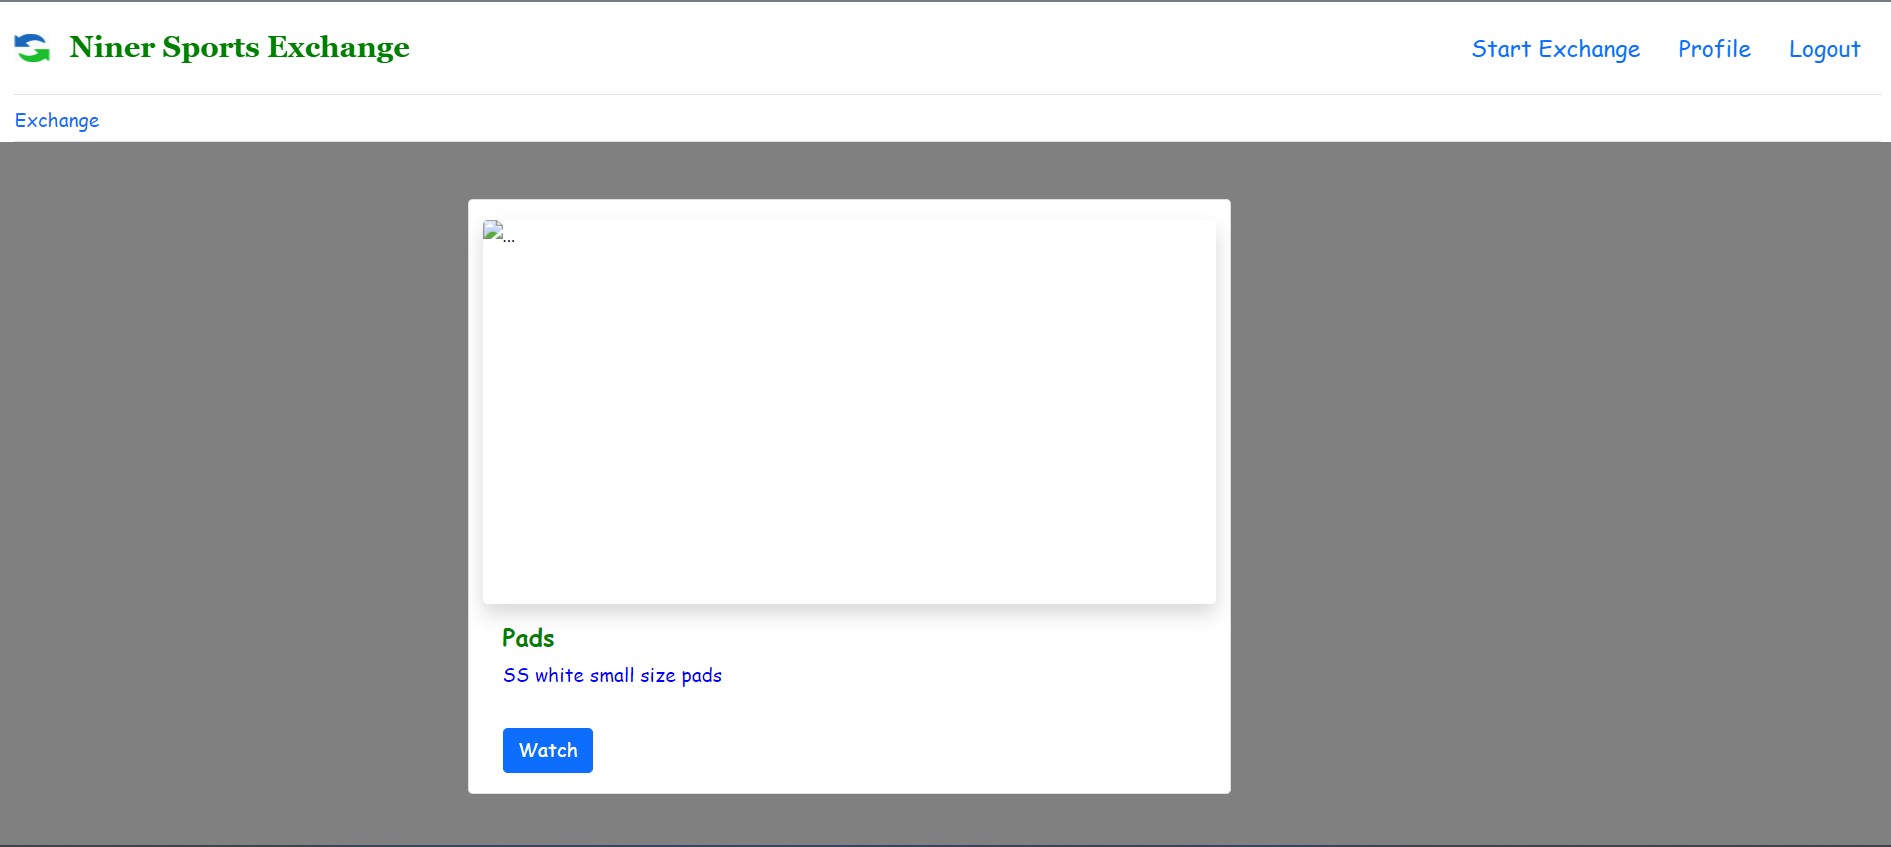 Niner Sports Exchange
Start Exchange Profile Logout
Exchange
...
Pads
SS white small size pads
Watch